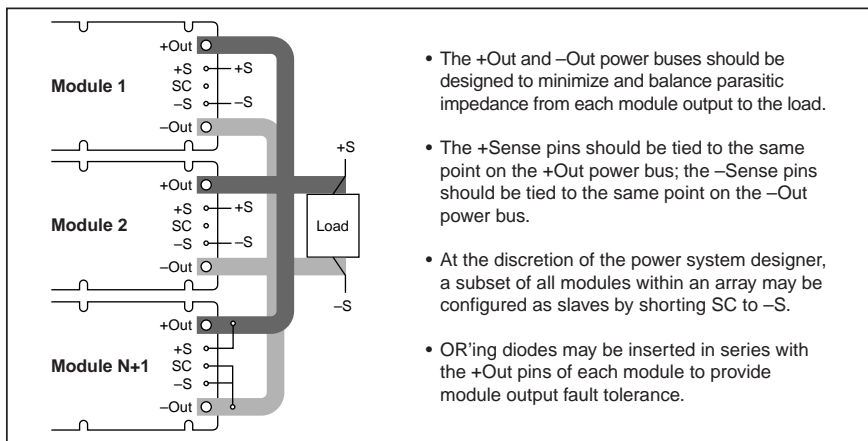 +Out
+S +S
Module 1 SC
–S –S
–Out
+S
+Out
+S +S
Module 2 SC
Load
–S –S
–Out
–S
+Out
+S
Module N+1 SC
–S
–Out
• The +Out and –Out power buses should be
designed to minimize and balance parasitic
impedance from each module output to the load.
• The +Sense pins should be tied to the same
point on the +Out power bus; the –Sense pins
should be tied to the same point on the –Out
power bus.
• At the discretion of the power system designer,
a subset of all modules within an array may be
configured as slaves by shorting SC to –S.
• OR'ing diodes may be inserted in series with
the +Out pins of each module to provide
module output fault tolerance.